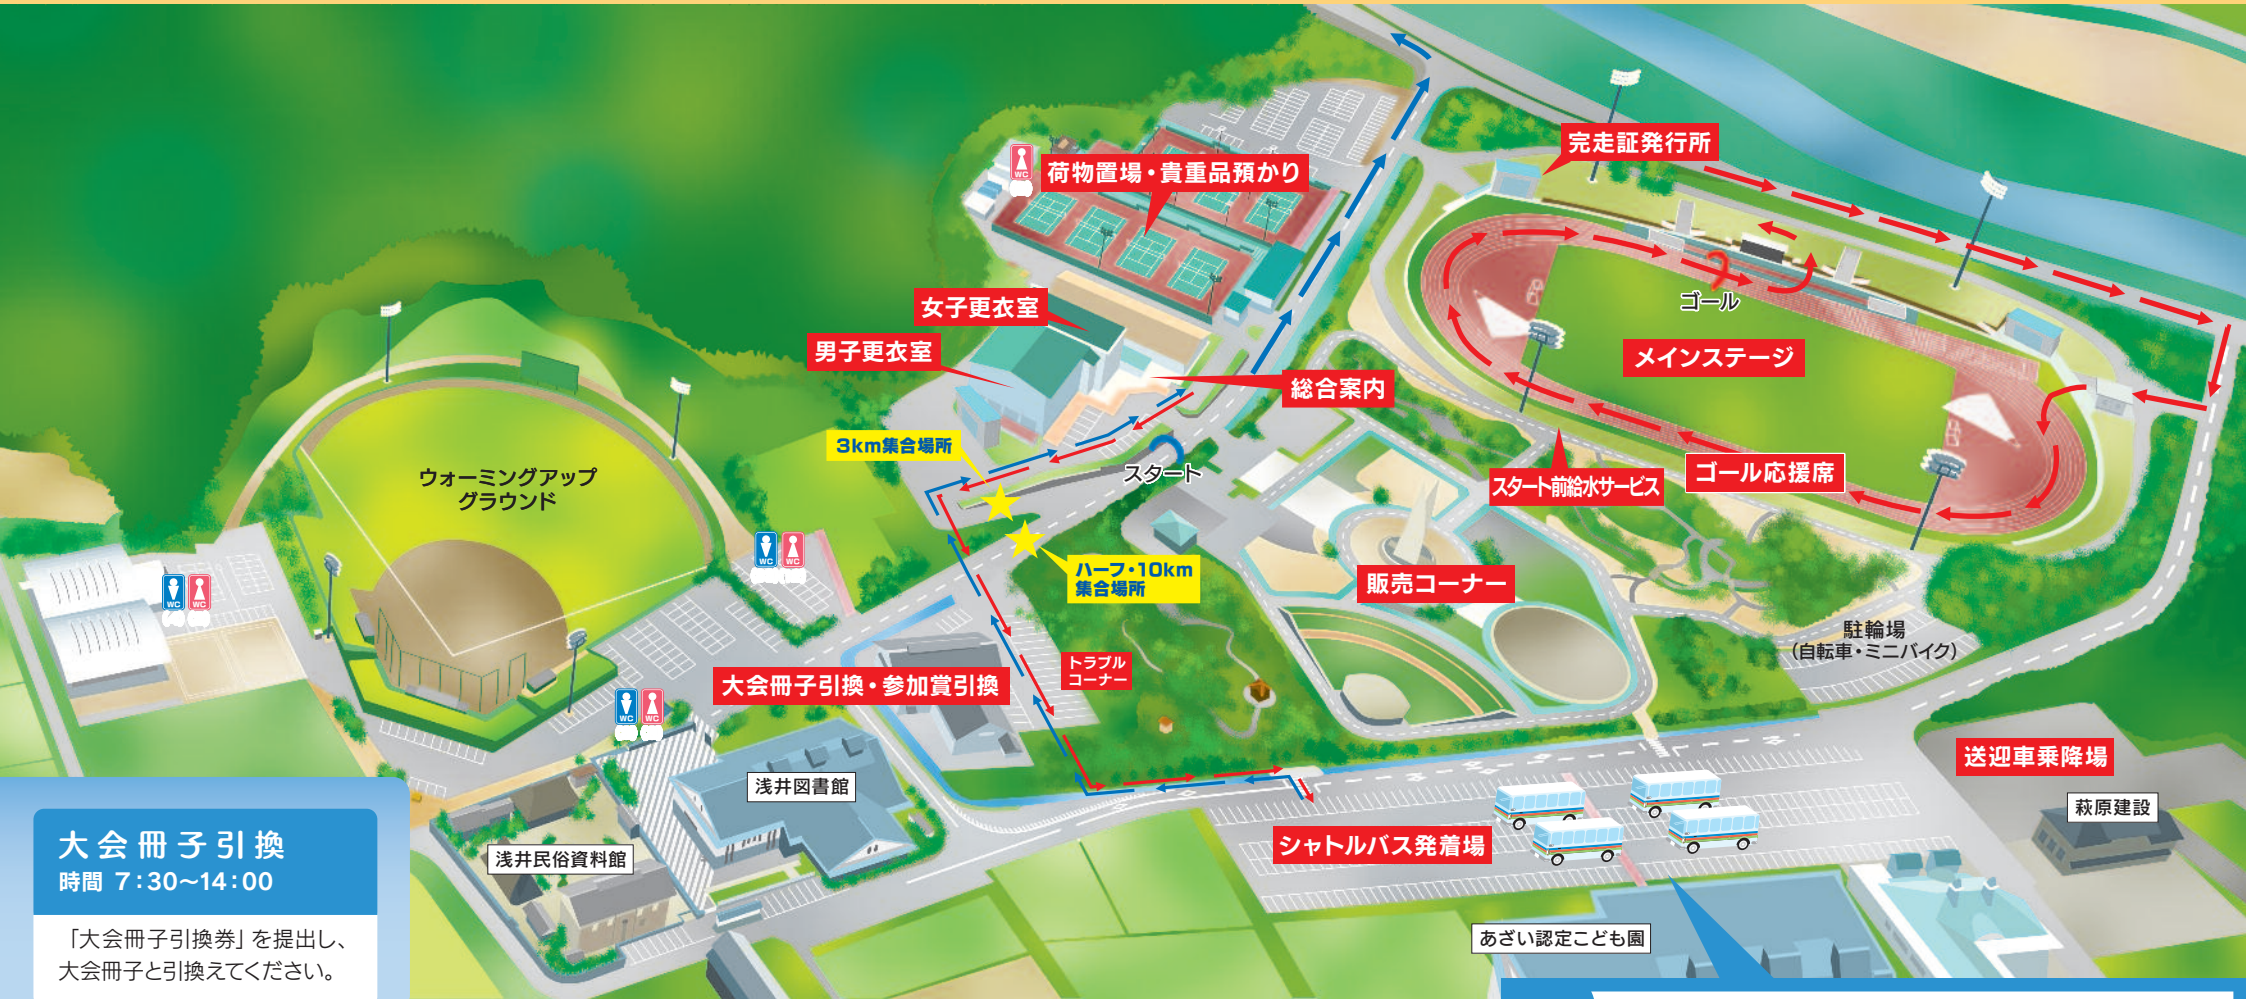 完走証発行所
WC
荷物置場・貴重品預かり
女子更衣室
ゴール
男子更衣室
メインステージ
総合案内
3km集合場所
スタート
ウォーミングアップ
グラウンド
スタート前給水サービス
ゴール応援席
WC
WC
ハーフ・10km
集合場所
販売コーナー
WC
WC
駐輪場
(自転車・ミニバイク)
トラブル
コーナー
大会冊子引換・参加賞引換
WC
WC
送迎車乗降場
浅井図書館
萩原建設
シャトルバス発着場
浅井民俗資料館
あざい認定こども園
大会冊子引換
時間 7:30〜14:00
「大会冊子引換券」を提出し、
大会冊子と引換えてください。